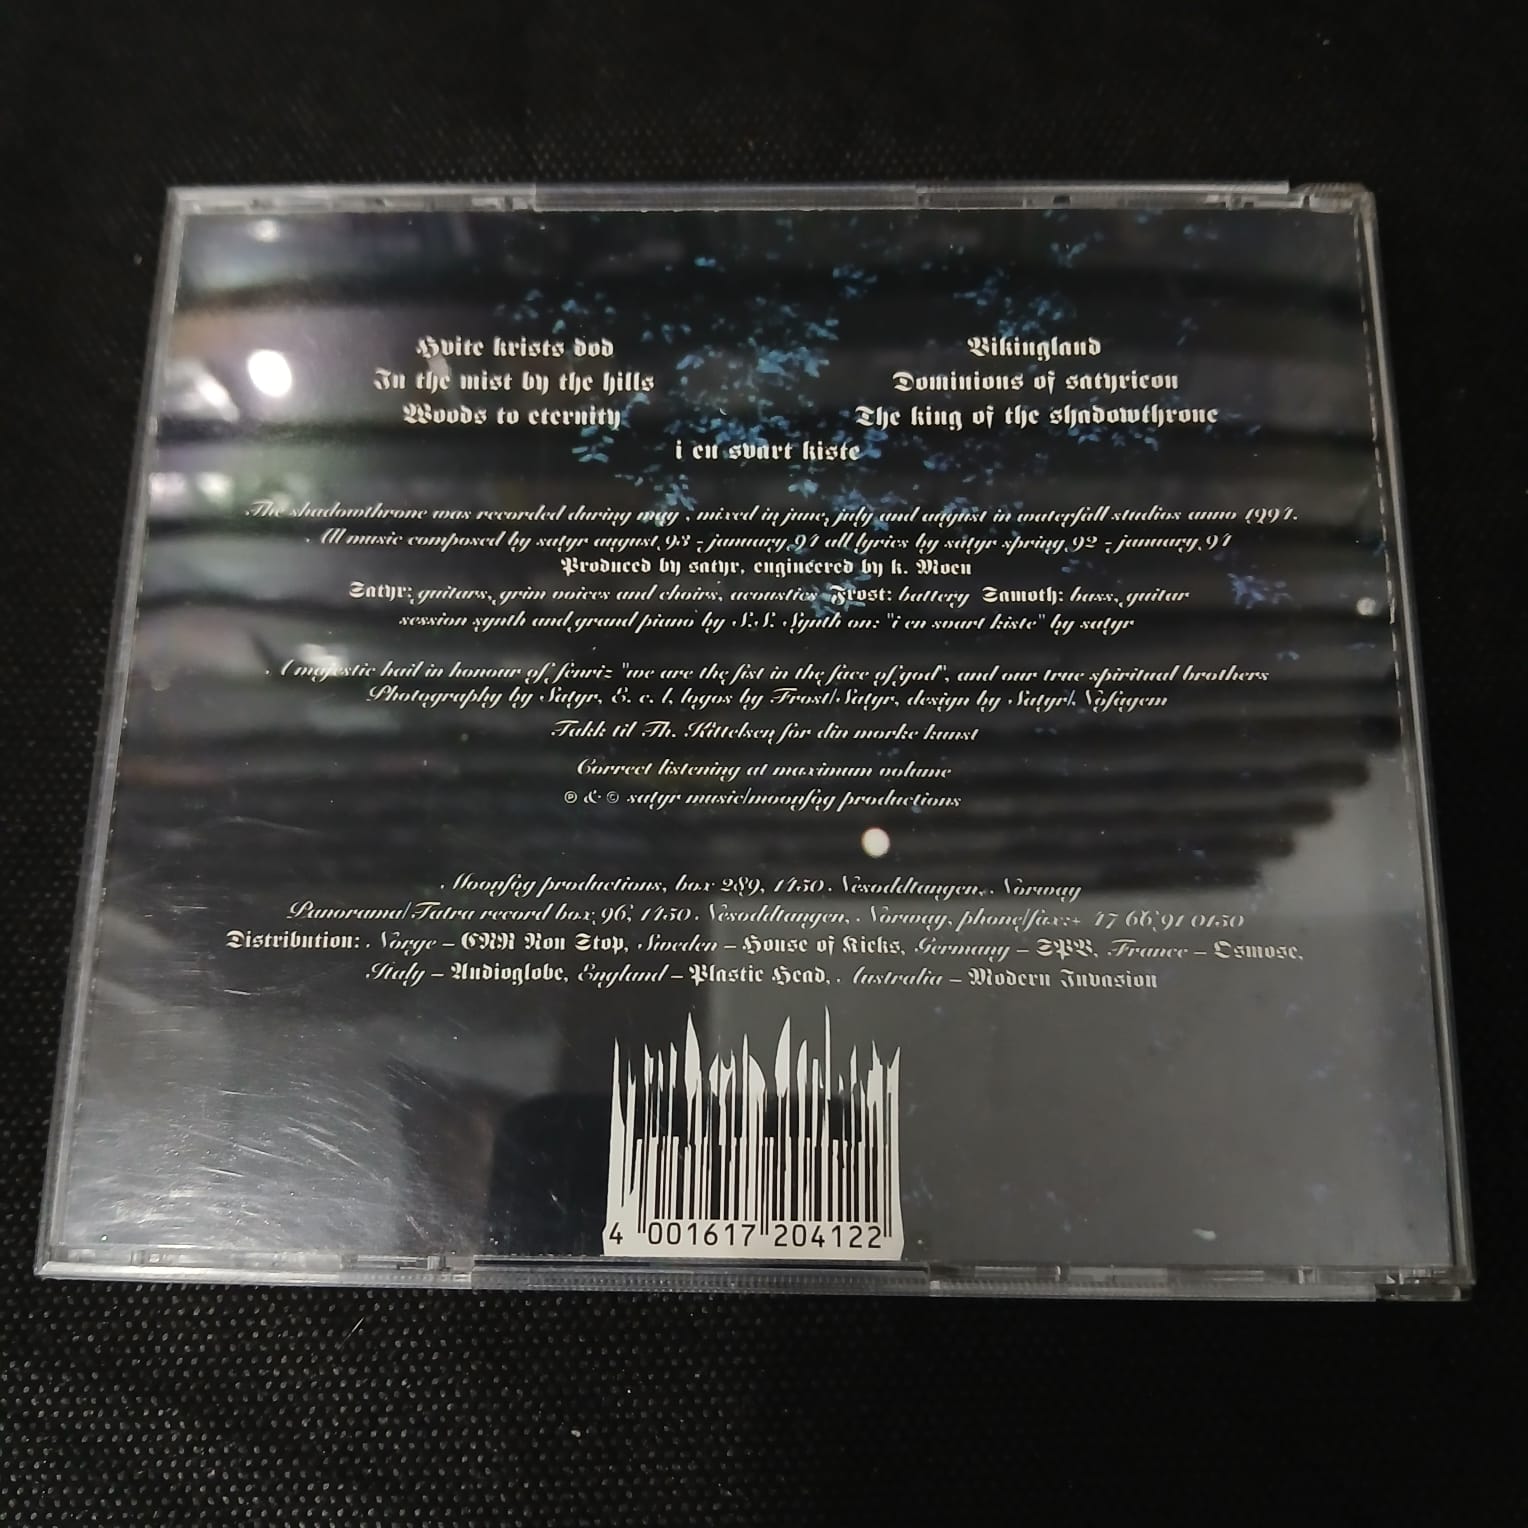 Hvite krists dod
In the mist by the hills
Woods to eternity
Vikingland
Dominions of satyricon
The king of the shadowthrone
i en svart kiste
The shadowthrone was recorded during may, mixed in june, july and august in waterfall studios anno 1994.
All music composed by satyr august 93 - january 94 all lyrics by satyr spring 92 - january 94
Produced by satyr, engineered by k. Moen
Satyr: guitars, grim voices and choirs, acoustics Frost: battery Samoth: bass, guitar
session synth and grand piano by S.S. Synth on: "i en svart kiste" by satyr
A majestic hail in honour of fenriz "we are the fist in the face of god", and our true spiritual brothers
Photography by Satyr, E. c. l, logos by Frost/Satyr, design by Satyr/. Nofagem
Takk til Th. Kittelsen for din morke kunst
Correct listening at maximum volume
℗ & © satyr music/moonfog productions
Moonfog productions, box 289, 1450 Nesoddtangen, Norway
Panorama/Tatra record box 96, 1450 Nesoddtangen, Norway, phone/fax:+ 47 66 91 0450
Distribution: Norge – CNR Non Stop, Sweden – House of Kicks, Germany – SPV, France – Osmose,
Italy – Audioglobe, England – Plastic Head, Australia – Modern Invasion
4 001617 204122